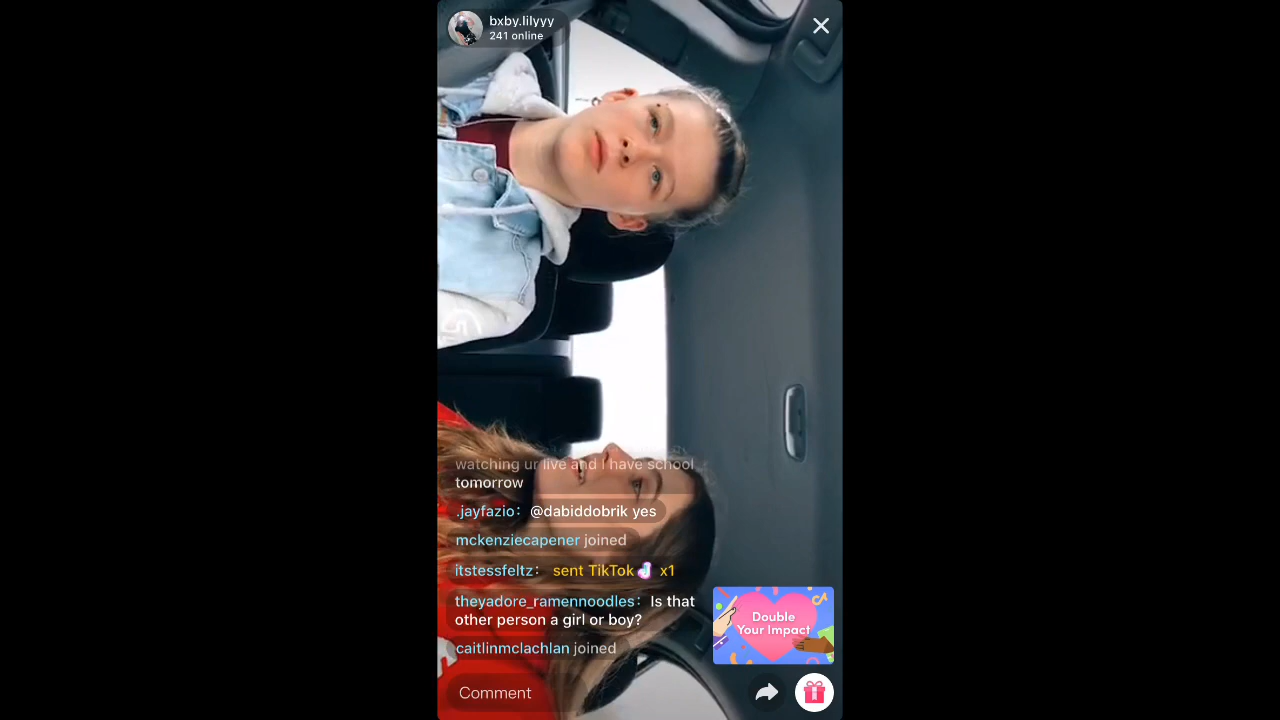 bxby.lilyyy
241 online
watching ur live and I have school
tomorrow
.jayfazio: @dabiddobrik yes
mckenziecapener joined
itstessfeltz: sent TikTok x1
theyadore_ramennoodles: Is that
other person a girl or boy?
caitlinmclachlan joined
Double
Your Impact
Comment